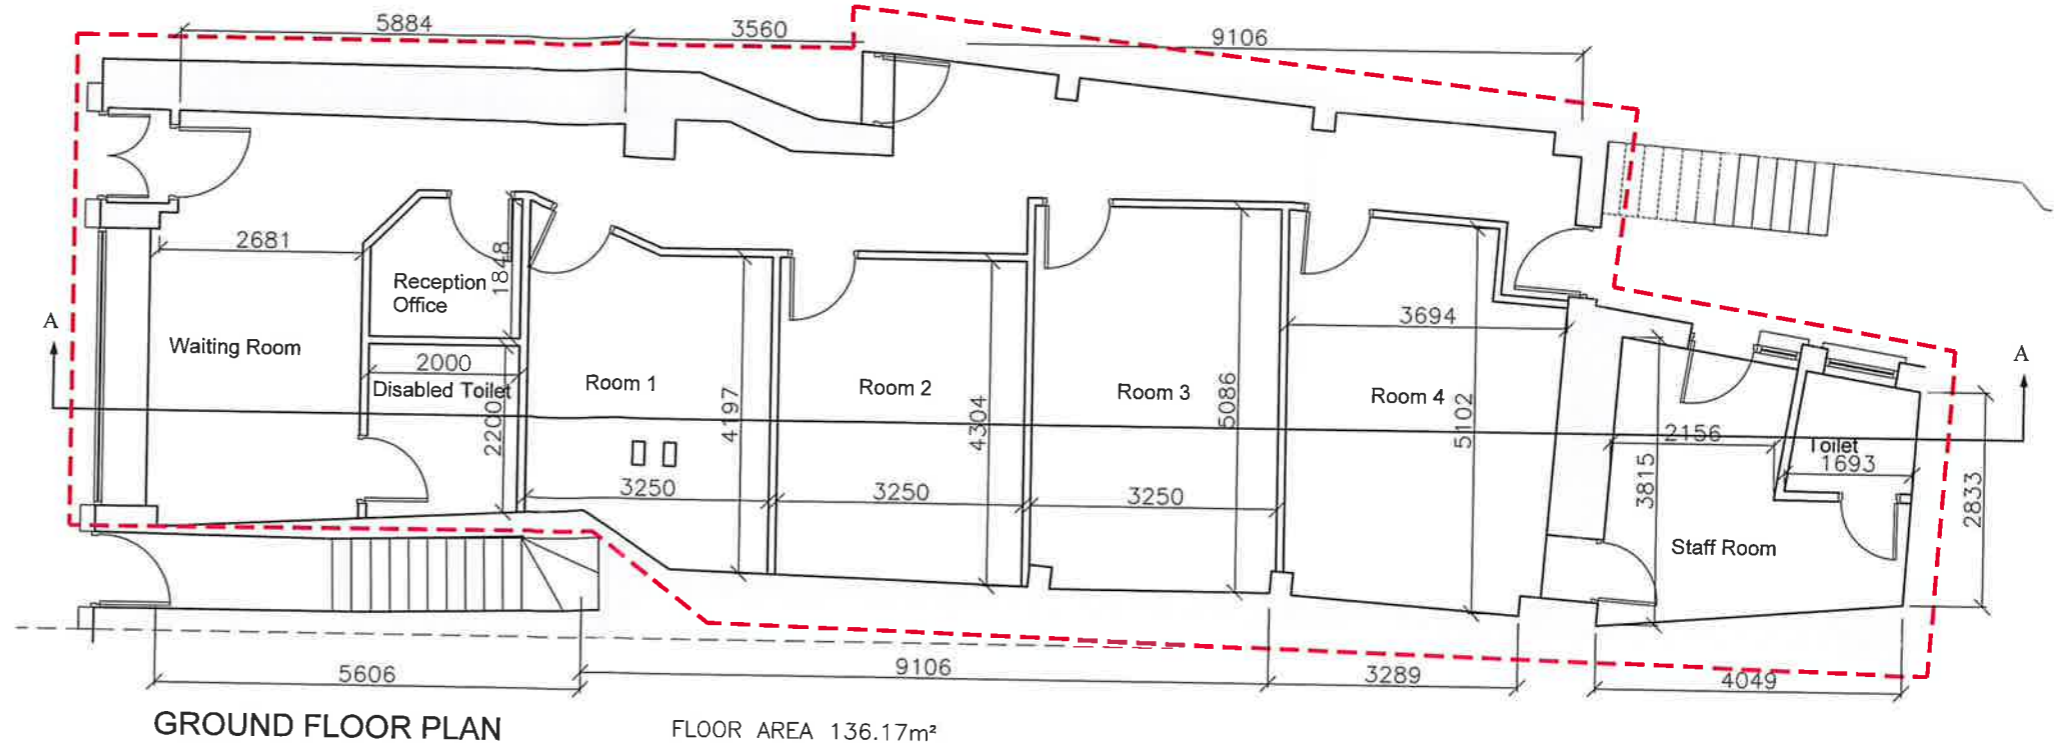 5884
3560
9106
2681
1848
Reception
Office
A
Waiting Room
2000
Disabled Toilet
2200
Room 1
4197
Room 2
4304
Room 3
5086
3694
Room 4
5102
A
2156
Toilet
1693
3815
2833
3250
3250
3250
Staff Room
5606
9106
3289
4049
GROUND FLOOR PLAN
FLOOR AREA 136.17m²